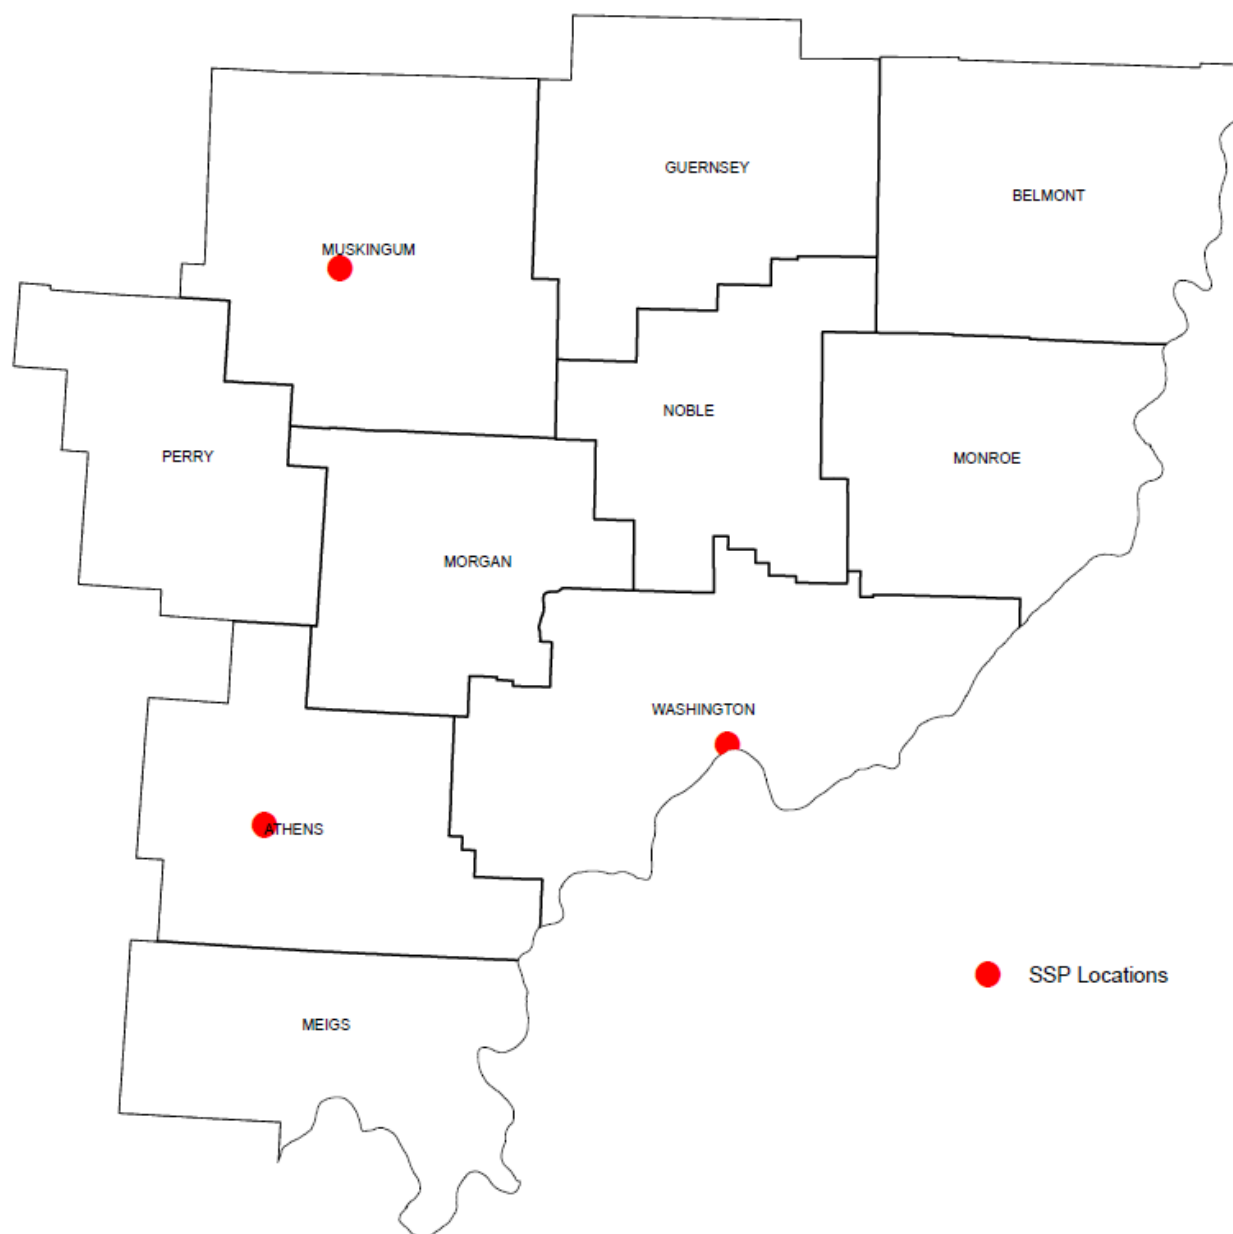 GUERNSEY
BELMONT
MUSKINGUM
NOBLE
PERRY
MONROE
MORGAN
WASHINGTON
ATHENS
SSP Locations
MEIGS